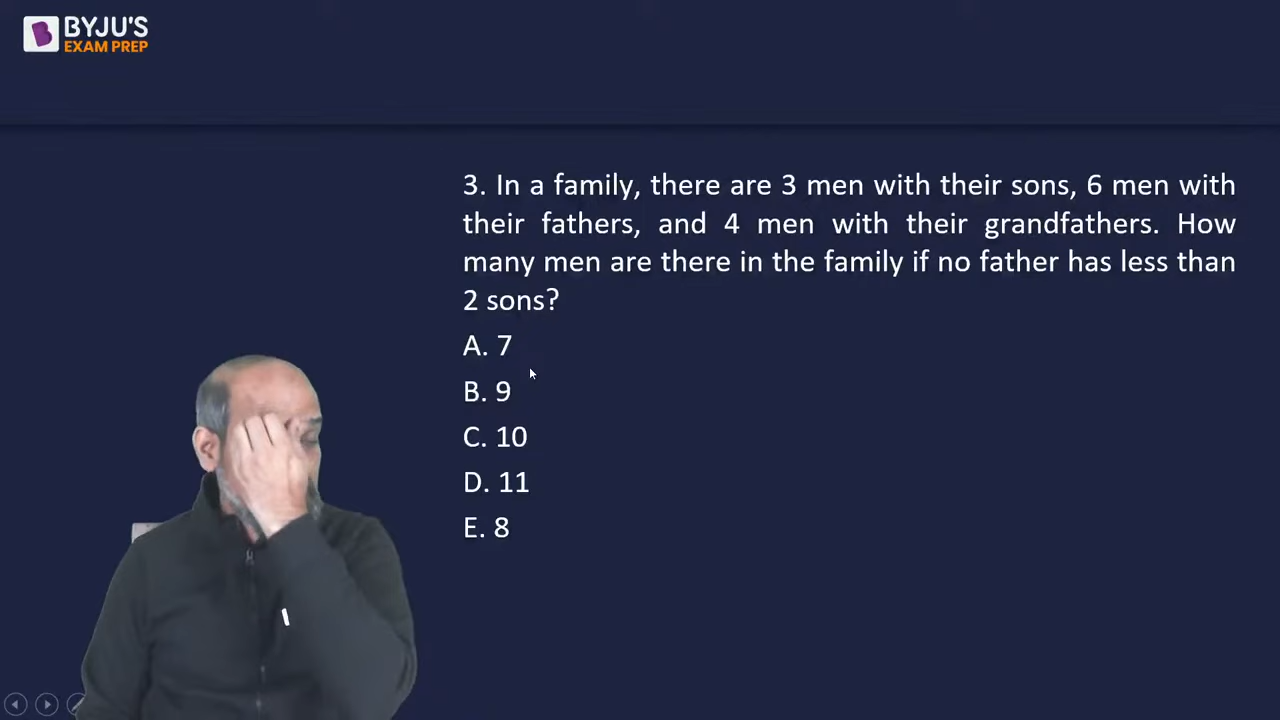 BYJU'S
EXAM PREP
3. In a family, there are 3 men with their sons, 6 men with
their fathers, and 4 men with their grandfathers. How
many men are there in the family if no father has less than
2 sons?
A. 7
B. 9
C. 10
D. 11
E. 8